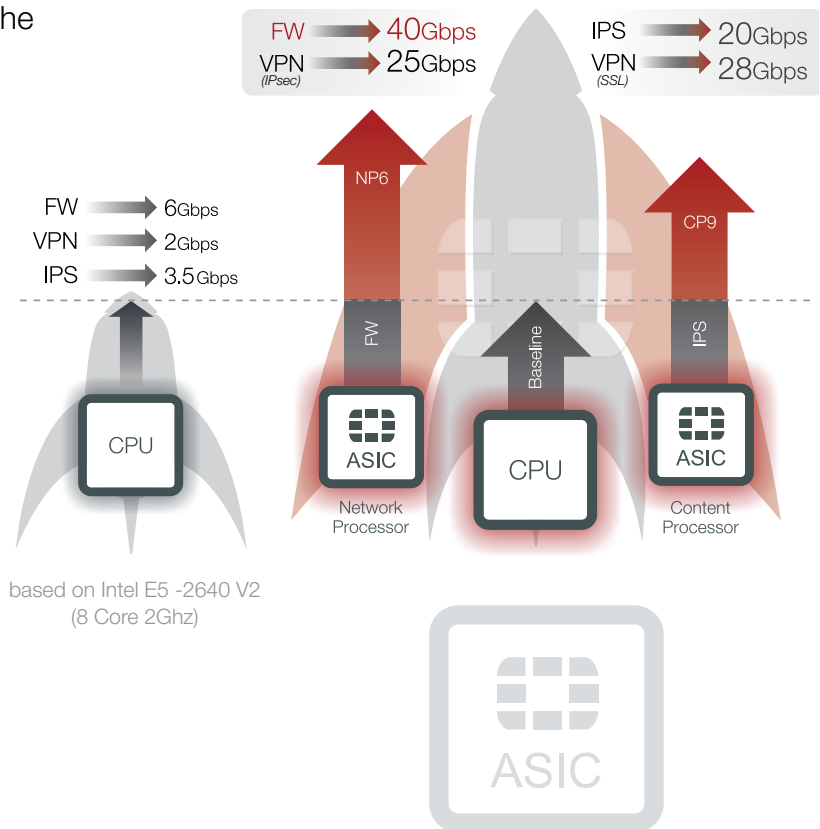 he
FW 40Gbps
VPN 25Gbps
(IPsec)
IPS 20Gbps
VPN 28Gbps
(SSL)
NP6
CP9
FW 6Gbps
VPN 2Gbps
IPS 3.5Gbps
FW
Baseline
IPS
CPU
ASIC
CPU
ASIC
Network
Processor
Content
Processor
based on Intel E5 -2640 V2
(8 Core 2Ghz)
ASIC